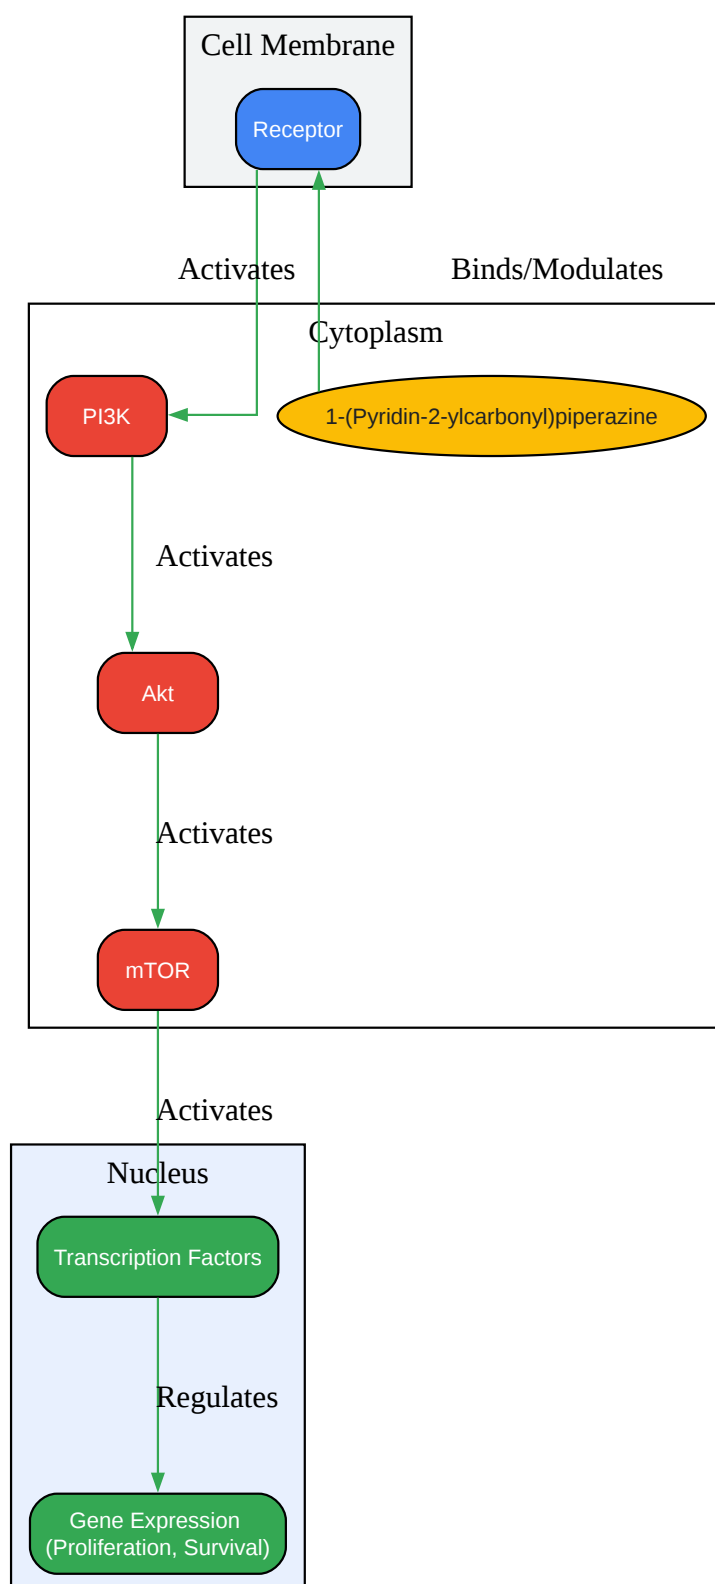 Cell Membrane
Receptor
Activates
Binds/Modulates
Cytoplasm
PI3K
1-(Pyridin-2-ylcarbonyl)piperazine
Activates
Akt
Activates
mTOR
Activates
Nucleus
Transcription Factors
Regulates
Gene Expression
(Proliferation, Survival)